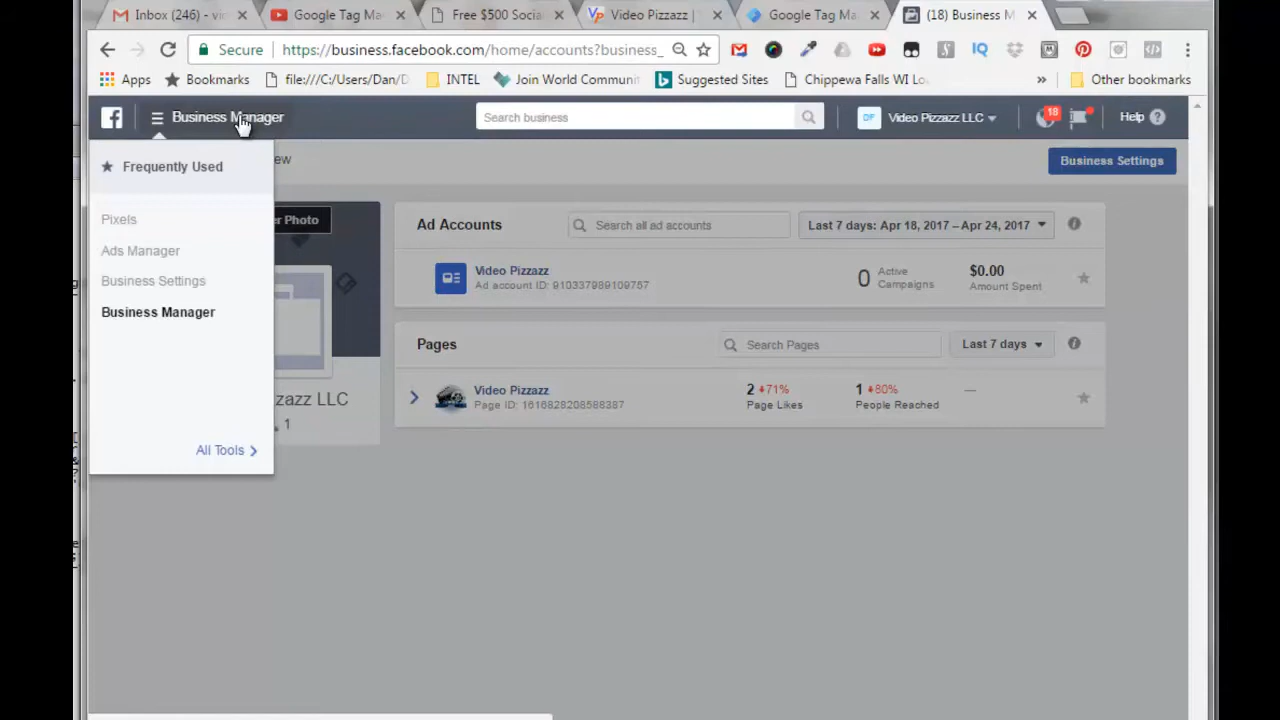 Inbox (246) - vi
Google Tag Ma
Free $500 Socia
Video Pizzazz |
Google Tag Ma
(18) Business M
Secure
https://business.facebook.com/home/accounts?business_
Apps
Bookmarks
file:///C:/Users/Dan/D
INTEL
Join World Commun
Suggested Sites
Chippewa Falls WI Lo
»
Other bookmarks
Business Manager
Search business
DF
Video Pizzazz LLC
18
Help
Frequently Used
ew
Business Settings
Pixels
Ads Manager
Business Settings
Business Manager
All Tools
r Photo
zazz LLC
1
Ad Accounts
Search all ad accounts
Last 7 days: Apr 18, 2017 – Apr 24, 2017
Video Pizzazz
Ad account ID: 910337989109757
0
Active
Campaigns
$0.00
Amount Spent
Pages
Search Pages
Last 7 days
Video Pizzazz
Page ID: 1616828208588387
2 71%
Page Likes
1 80%
People Reached
—